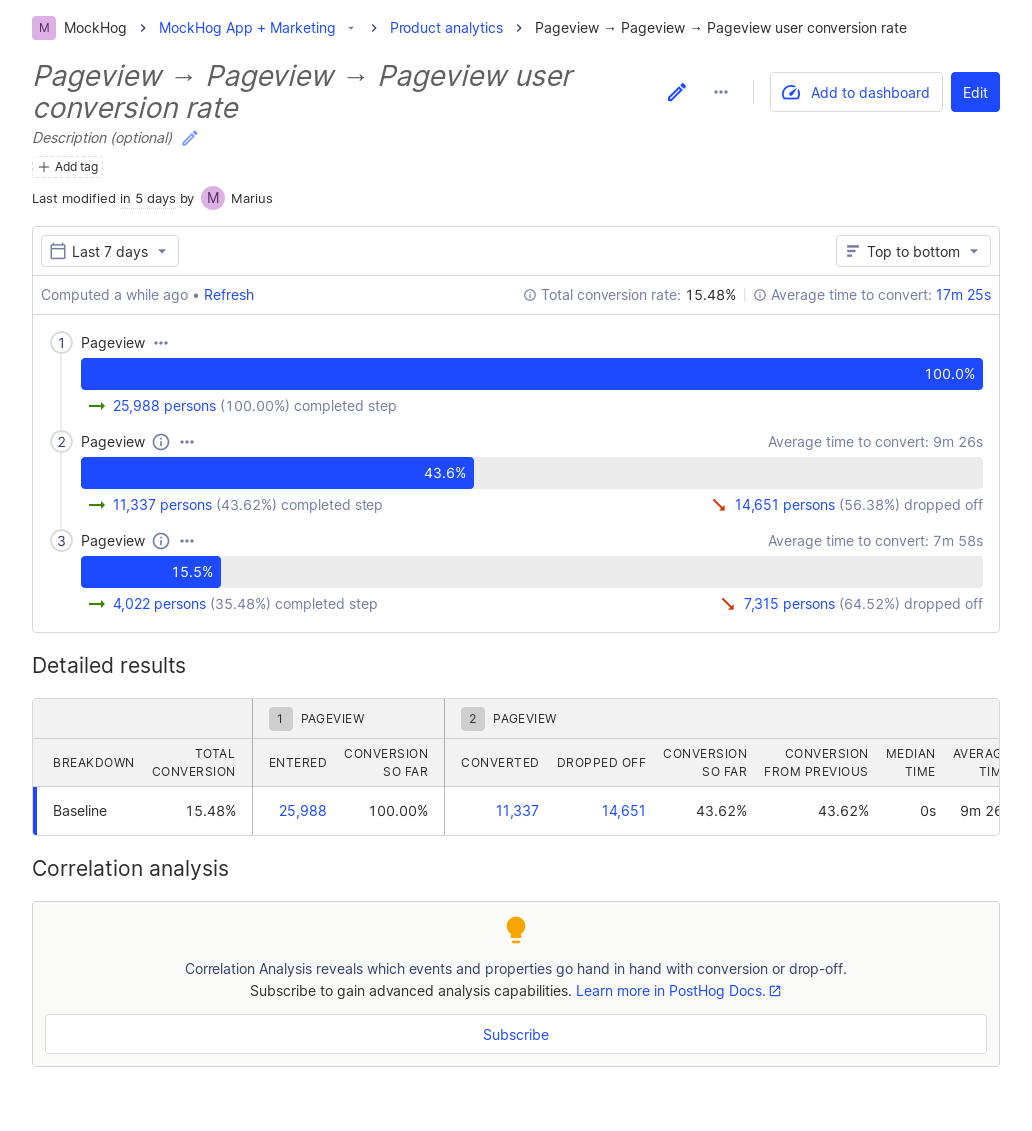 M MockHog > MockHog App + Marketing > Product analytics > Pageview → Pageview → Pageview user conversion rate
Pageview → Pageview → Pageview user
conversion rate
Add to dashboard
Edit
Description (optional)
+ Add tag
Last modified in 5 days by M Marius
Last 7 days
Top to bottom
Computed a while ago • Refresh
Total conversion rate: 15.48%
Average time to convert: 17m 25s
1 Pageview
100.0%
→ 25,988 persons (100.00%) completed step
2 Pageview
Average time to convert: 9m 26s
43.6%
→ 11,337 persons (43.62%) completed step
14,651 persons (56.38%) dropped off
3 Pageview
Average time to convert: 7m 58s
15.5%
→ 4,022 persons (35.48%) completed step
7,315 persons (64.52%) dropped off
Detailed results
1 PAGEVIEW
2 PAGEVIEW
BREAKDOWN
TOTAL
CONVERSION
ENTERED
CONVERSION
SO FAR
CONVERTED
DROPPED OFF
CONVERSION
SO FAR
CONVERSION
FROM PREVIOUS
MEDIAN
TIME
Baseline 15.48% 25,988 100.00% 11,337 14,651 43.62% 43.62% 0s 9m
Correlation analysis
Correlation Analysis reveals which events and properties go hand in hand with conversion or drop-off.
Subscribe to gain advanced analysis capabilities. Learn more in PostHog Docs.
Subscribe